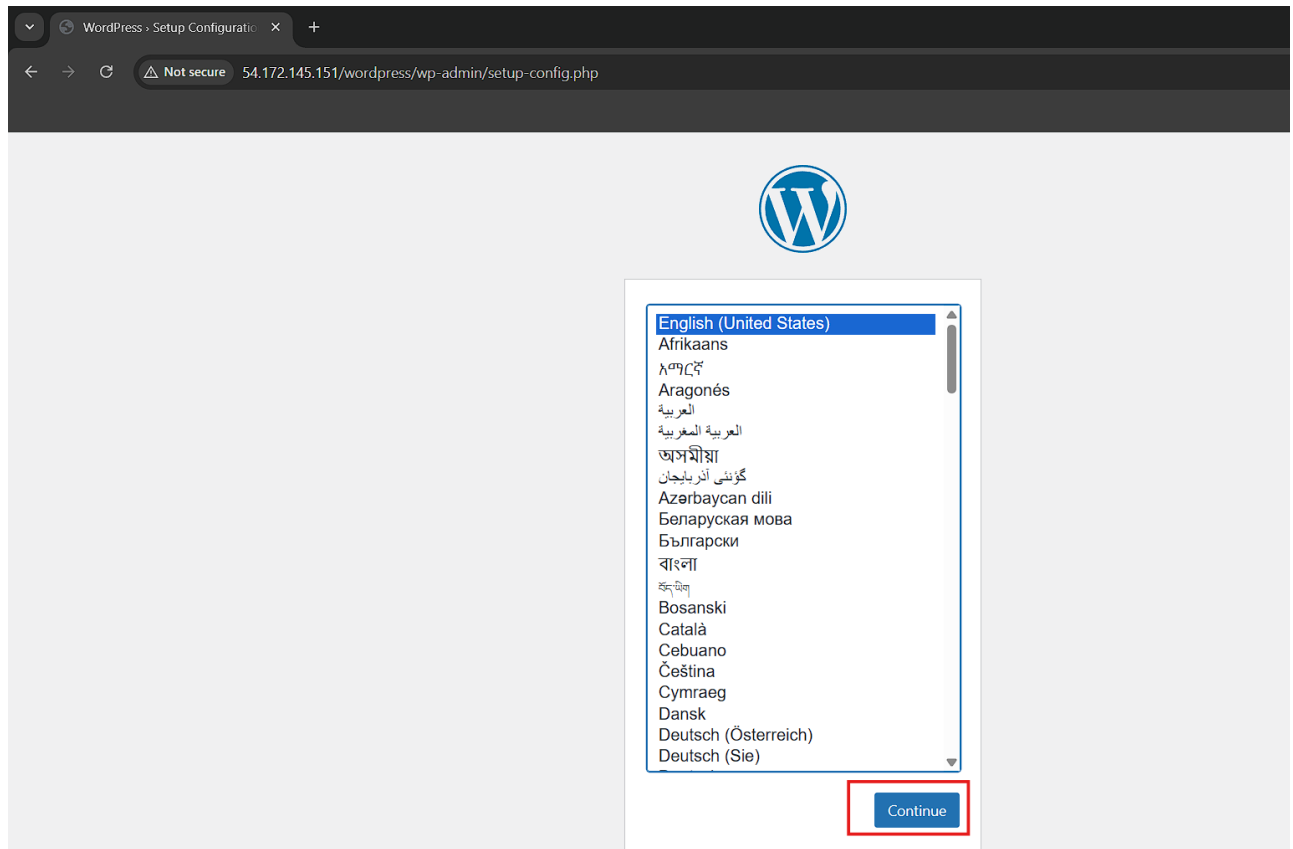 WordPress › Setup Configuratio
Not secure
54.172.145.151/wordpress/wp-admin/setup-config.php
English (United States)
Afrikaans
አማርኛ
Aragonés
العربية
العربية المغربية
অসমীয়া
گؤنئی آذربایجان
Azərbaycan dili
Беларуская мова
Български
বাংলা
བོད་ཡིག
Bosanski
Català
Cebuano
Čeština
Cymraeg
Dansk
Deutsch (Österreich)
Deutsch (Sie)
Continue